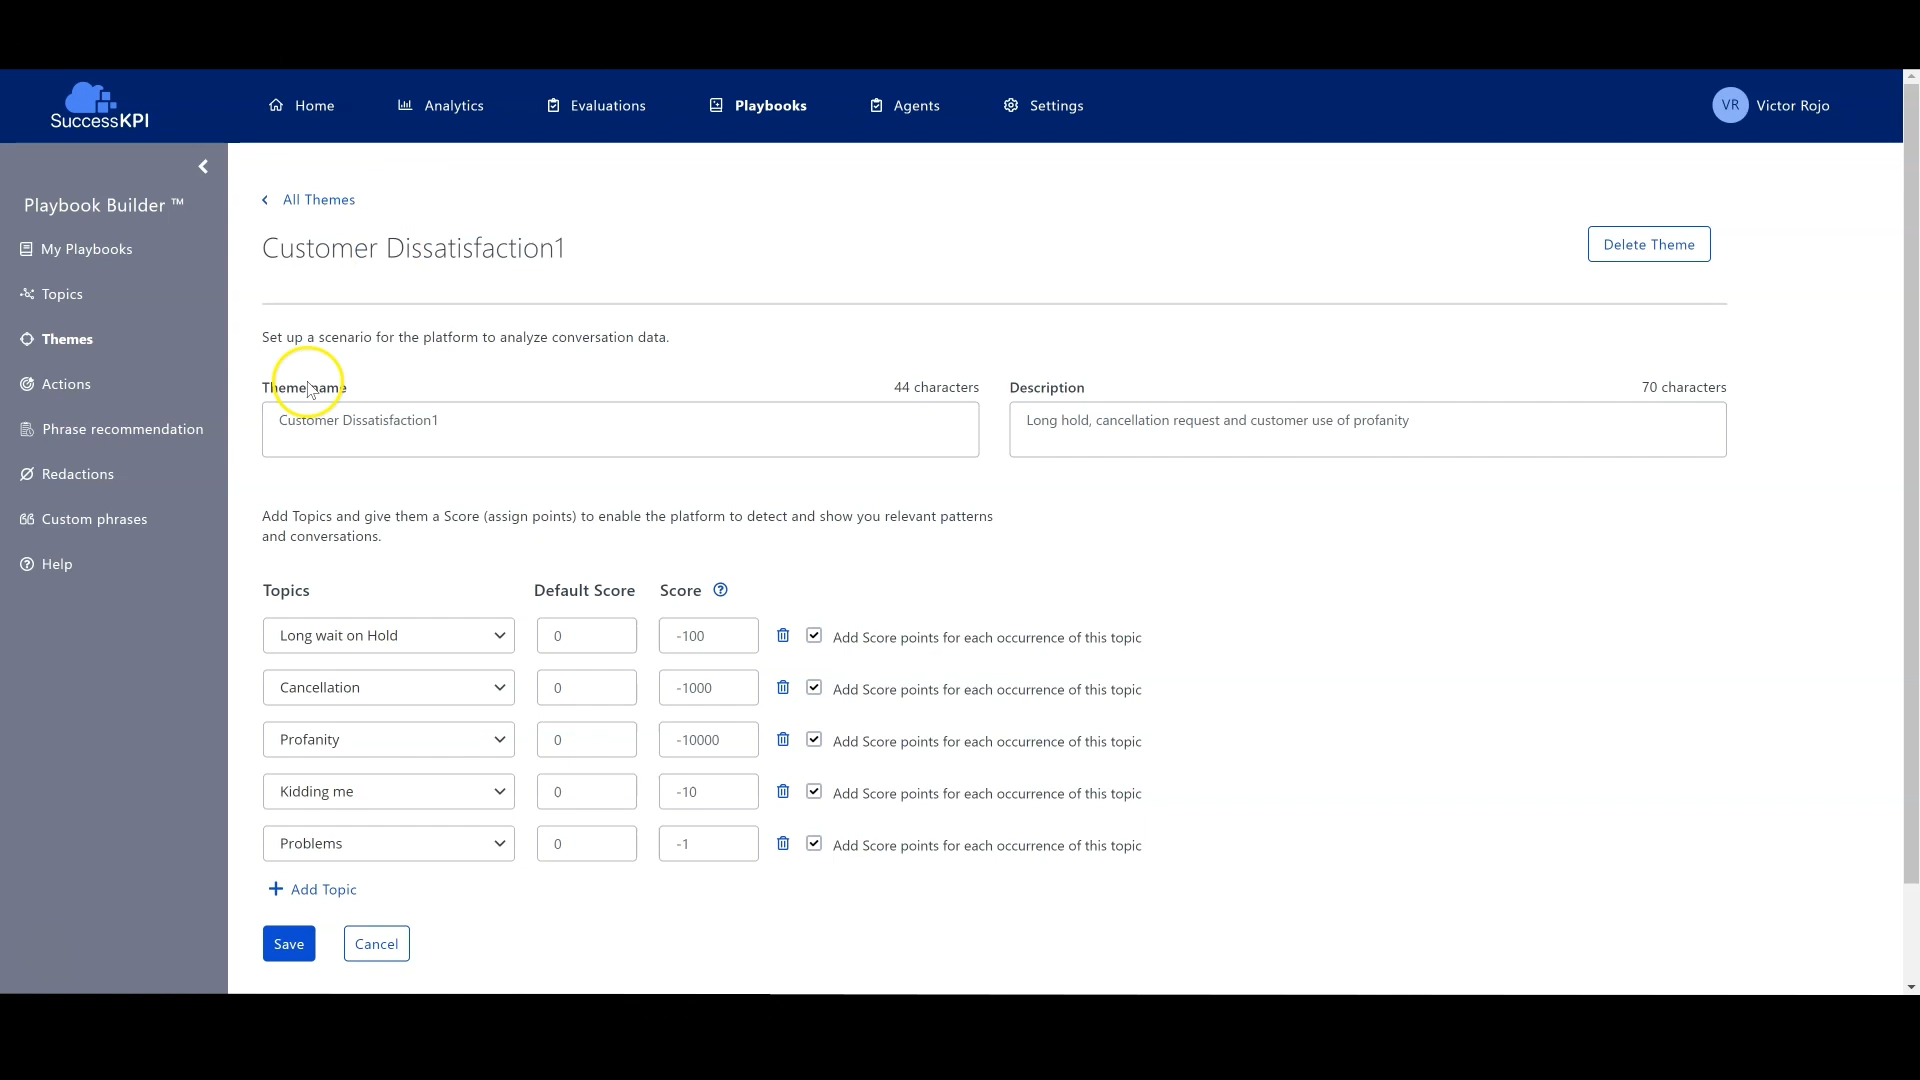 SuccessKPI
Home
Analytics
Evaluations
Playbooks
Agents
Settings
VR
Victor Rojo
Playbook Builder ™
My Playbooks
Topics
Themes
Actions
Phrase recommendation
Redactions
Custom phrases
Help
All Themes
Customer Dissatisfaction1
Delete Theme
Set up a scenario for the platform to analyze conversation data.
Theme name
44 characters
Customer Dissatisfaction1
Description
70 characters
Long hold, cancellation request and customer use of profanity
Add Topics and give them a Score (assign points) to enable the platform to detect and show you relevant patterns
and conversations.
Topics Default Score Score
Long wait on Hold 0 -100 Add Score points for each occurrence of this topic
Cancellation 0 -1000 Add Score points for each occurrence of this topic
Profanity 0 -10000 Add Score points for each occurrence of this topic
Kidding me 0 -10 Add Score points for each occurrence of this topic
Problems 0 -1 Add Score points for each occurrence of this topic
Add Topic
Save
Cancel